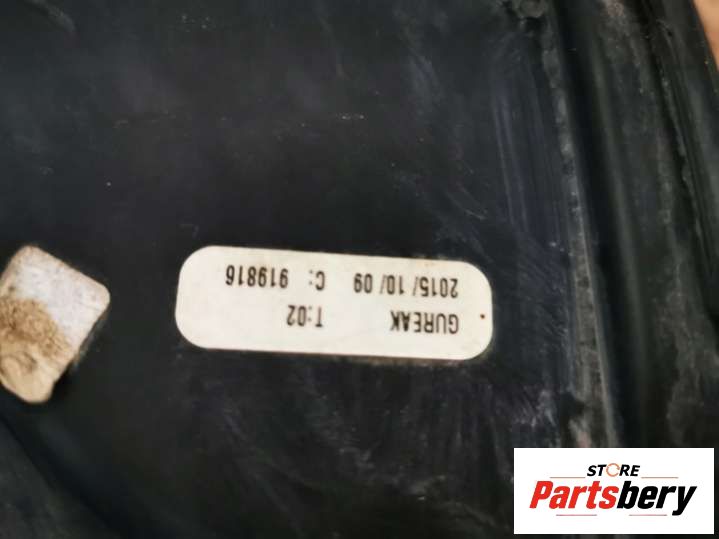 GUREAK T:02
2015/10/09 C: 919816
STORE
Partsbery